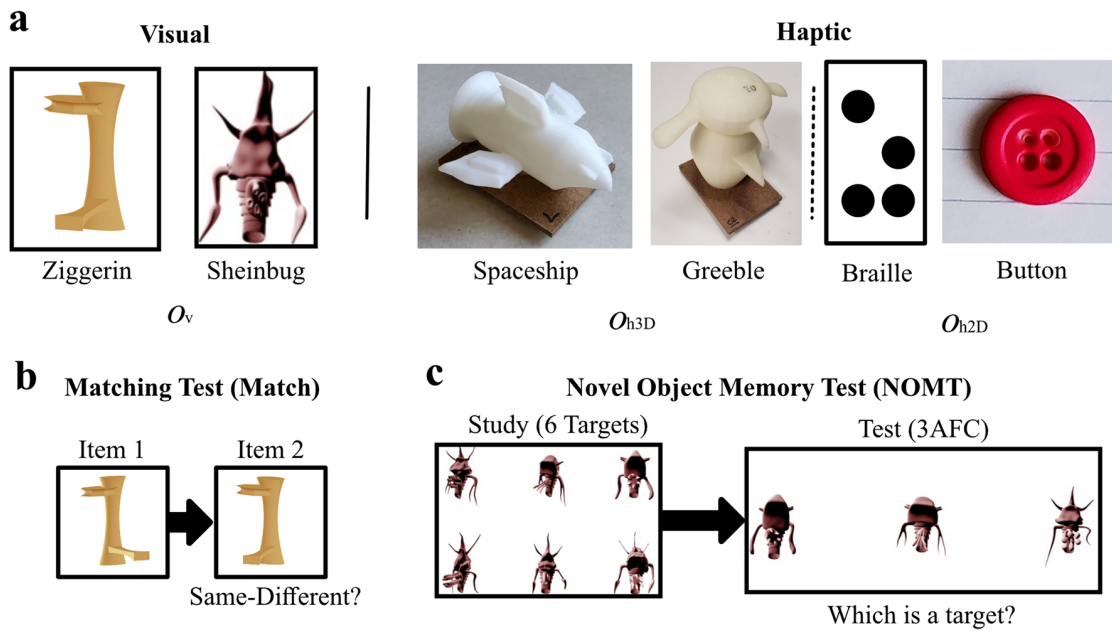 a
Visual
Haptic
Ziggerin
Sheinbug
Spaceship
Greeble
Braille
Button
Ov
Oh3D
Oh2D
b
Matching Test (Match)
Item 1
Item 2
Same-Different?
c
Novel Object Memory Test (NOMT)
Study (6 Targets)
Test (3AFC)
Which is a target?